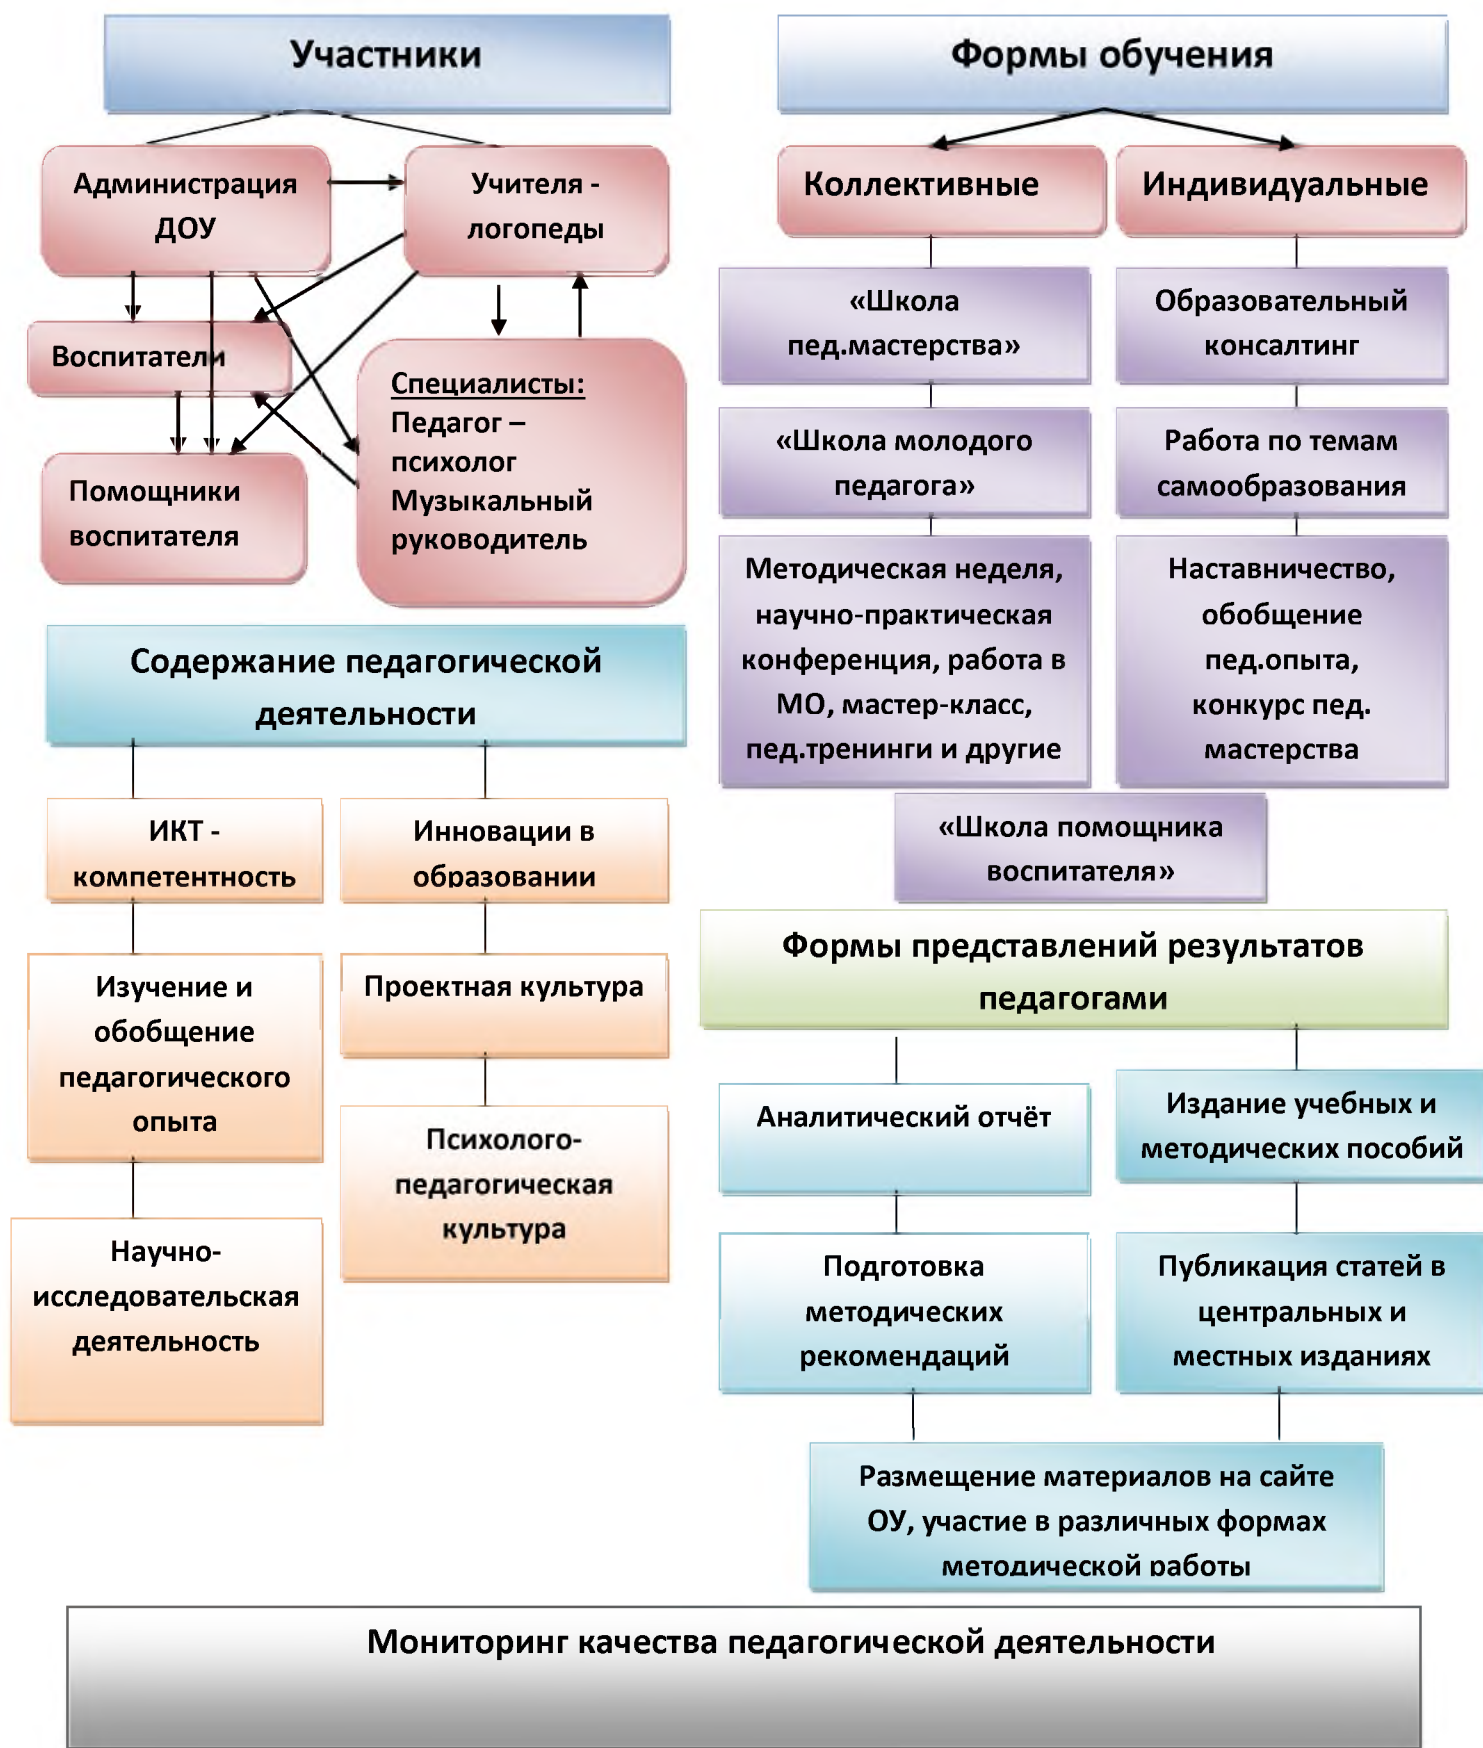 Участники
Администрация
ДОУ
Учителя -
логопеды
Воспитатели
Специалисты:
Педагог –
психолог
Музыкальный
руководитель
Помощники
воспитателя
Формы обучения
Коллективные
Индивидуальные
«Школа
пед.мастерства»
Образовательный
консалтинг
«Школа молодого
педагога»
Работа по темам
самообразования
Методическая неделя,
научно-практическая
конференция, работа в
МО, мастер-класс,
пед.тренинги и другие
Наставничество,
обобщение
пед.опыта,
конкурс пед.
мастерства
«Школа помощника
воспитателя»
Содержание педагогической
деятельности
ИКТ -
компетентность
Инновации в
образовании
Изучение и
обобщение
педагогического
опыта
Проектная культура
Научно-
исследовательская
деятельность
Психолого-
педагогическая
культура
Формы представлений результатов
педагогами
Аналитический отчёт
Издание учебных и
методических пособий
Подготовка
методических
рекомендаций
Публикация статей в
центральных и
местных изданиях
Размещение материалов на сайте
ОУ, участие в различных формах
методической работы
Мониторинг качества педагогической деятельности